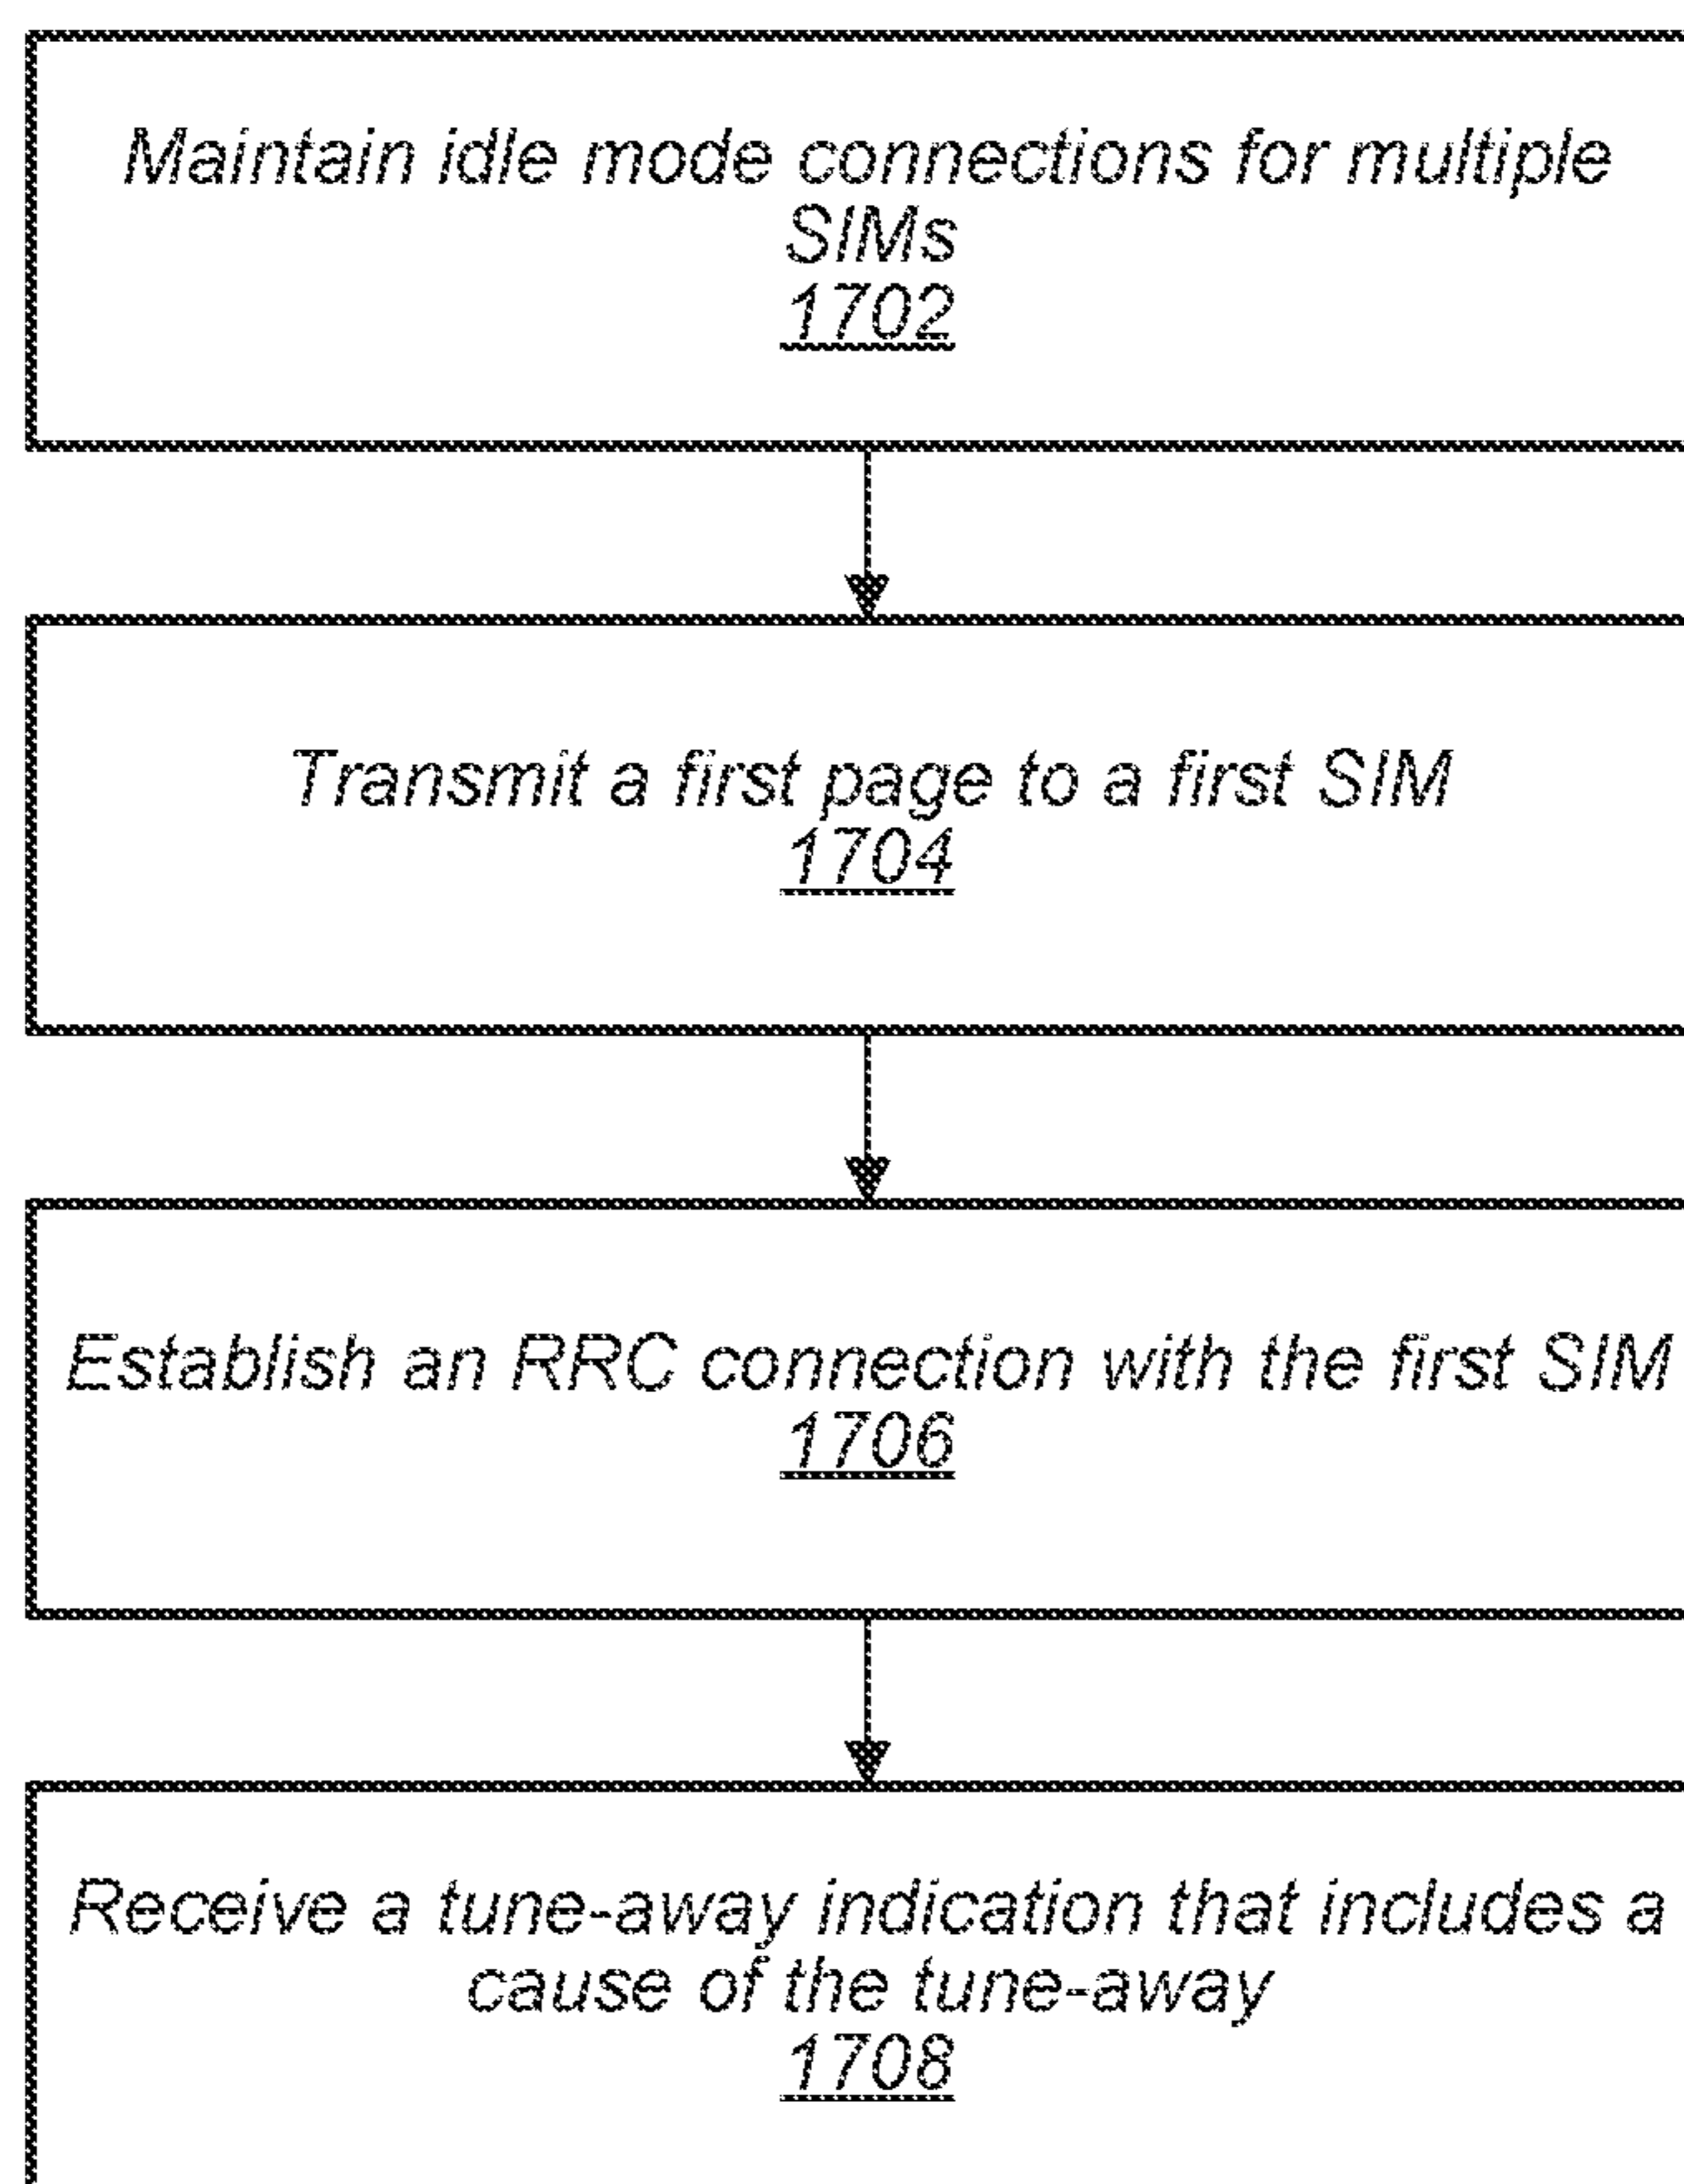 Maintain idle mode connections for multiple
SIMs
1702
Transmit a first page to a first SIM
1704
Establish an RRC connection with the first SIM
1706
Receive a tune-away indication that includes a
cause of the tune-away
1708